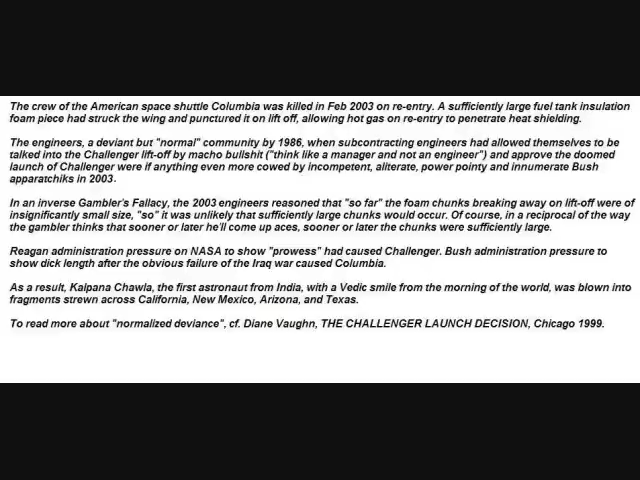 The crew of the American space shuttle Columbia was killed in Feb 2003 on re-entry. A sufficiently large fuel tank insulation
foam piece had struck the wing and punctured it on lift off, allowing hot gas on re-entry to penetrate heat shielding.
The engineers, a deviant but "normal" community by 1986, when subcontracting engineers had allowed themselves to be
talked into the Challenger lift-off by macho bullshit ("think like a manager and not an engineer") and approve the doomed
launch of Challenger were if anything even more cowed by incompetent, aliterate, power pointy and innumerate Bush
apparatchiks in 2003.
In an inverse Gambler's Fallacy, the 2003 engineers reasoned that "so far" the foam chunks breaking away on lift-off were of
insignificantly small size, "so" it was unlikely that sufficiently large chunks would occur. Of course, in a reciprocal of the way
the gambler thinks that sooner or later he'll come up aces, sooner or later the chunks were sufficiently large.
Reagan administration pressure on NASA to show "prowess" had caused Challenger. Bush administration pressure to
show dick length after the obvious failure of the Iraq war caused Columbia.
As a result, Kalpana Chawla, the first astronaut from India, with a Vedic smile from the morning of the world, was blown into
fragments strewn across California, New Mexico, Arizona, and Texas.
To read more about "normalized deviance", cf. Diane Vaughn, THE CHALLENGER LAUNCH DECISION, Chicago 1999.